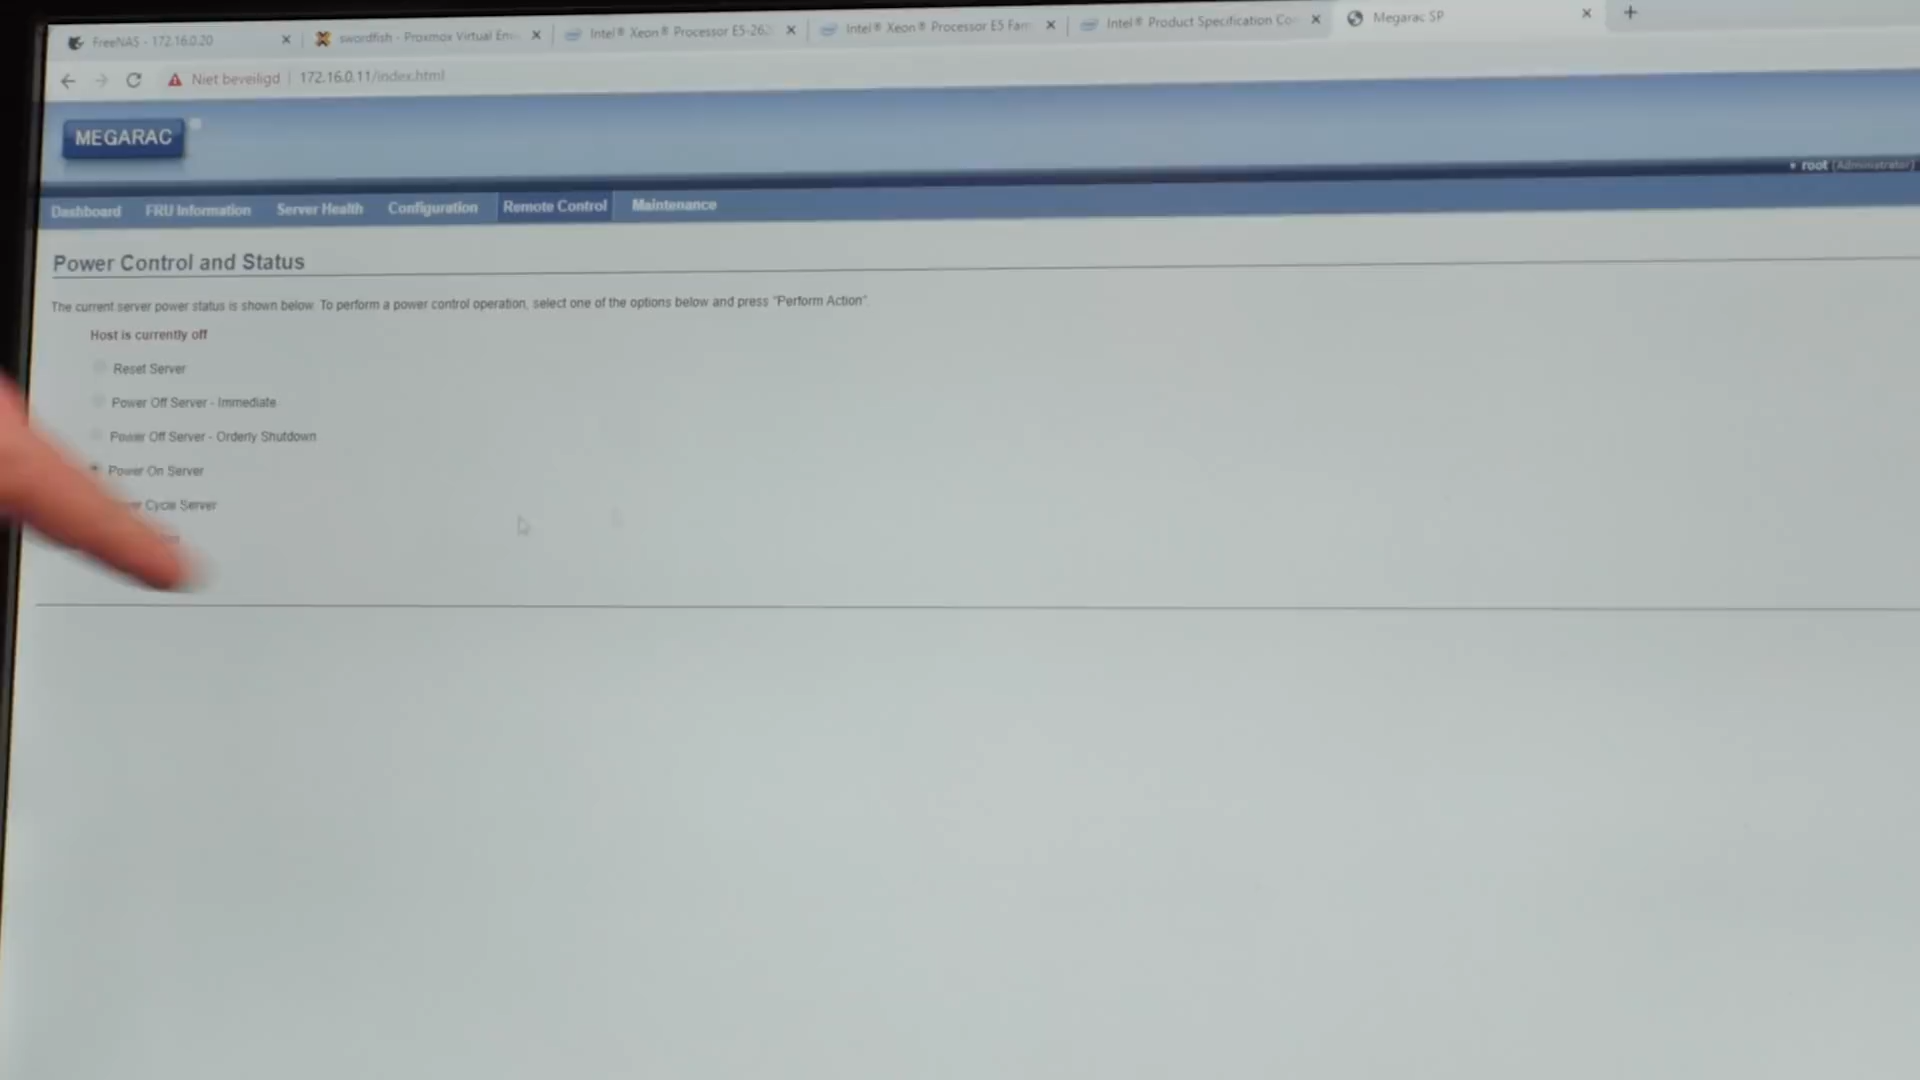 FreeNAS - 172.16.0.20
swordfish - Proxmox Virtual Env
Intel® Xeon® Processor E5-262
Intel® Xeon® Processor E5 Fam
Intel® Product Specification Co
Megarac SP
Niet beveiligd | 172.16.0.11/index.html
MEGARAC
root (Administrator)
Dashboard FRU Information Server Health Configuration Remote Control Maintenance
Power Control and Status
The current server power status is shown below. To perform a power control operation, select one of the options below and press "Perform Action".
Host is currently off
Reset Server
Power Off Server - Immediate
Power Off Server - Orderly Shutdown
Power On Server
Cycle Server